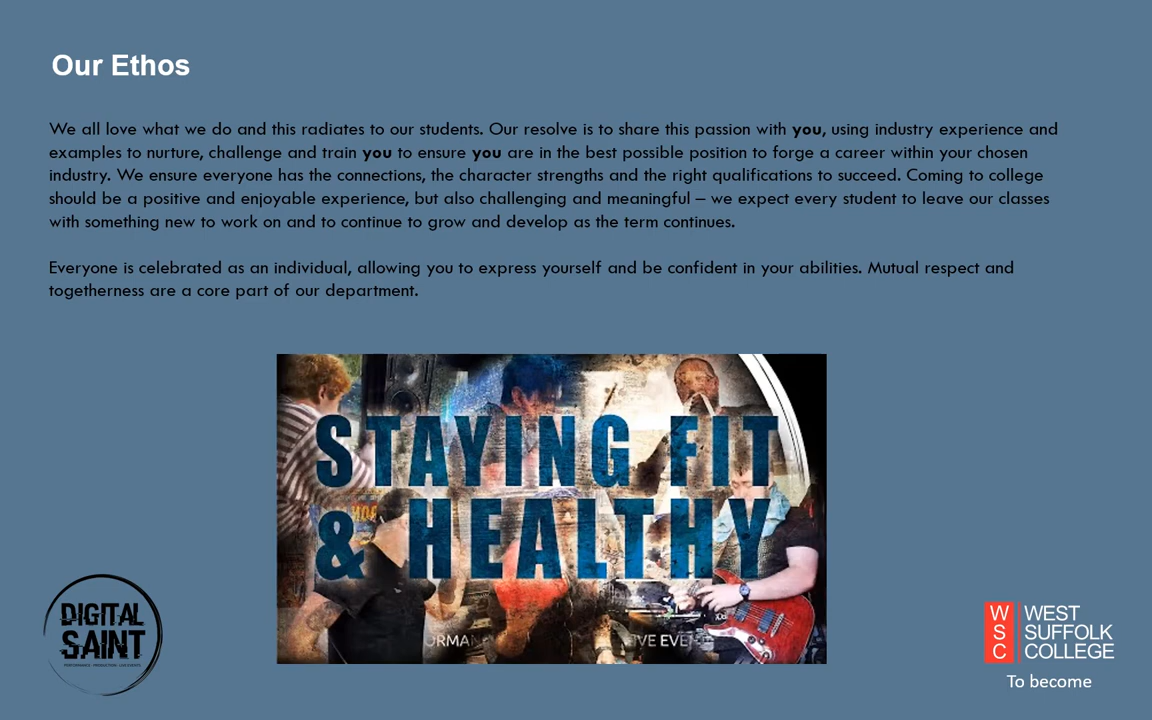 Our Ethos
We all love what we do and this radiates to our students. Our resolve is to share this passion with you, using industry experience and
examples to nurture, challenge and train you to ensure you are in the best possible position to forge a career within your chosen
industry. We ensure everyone has the connections, the character strengths and the right qualifications to succeed. Coming to college
should be a positive and enjoyable experience, but also challenging and meaningful – we expect every student to leave our classes
with something new to work on and to continue to grow and develop as the term continues.
Everyone is celebrated as an individual, allowing you to express yourself and be confident in your abilities. Mutual respect and
togetherness are a core part of our department.
STAYING FIT
& HEALTHY
DIGITAL
SAINT
PERFORMANCE · PRODUCTION · LIVE EVENTS
W WEST
S SUFFOLK
C COLLEGE
To become